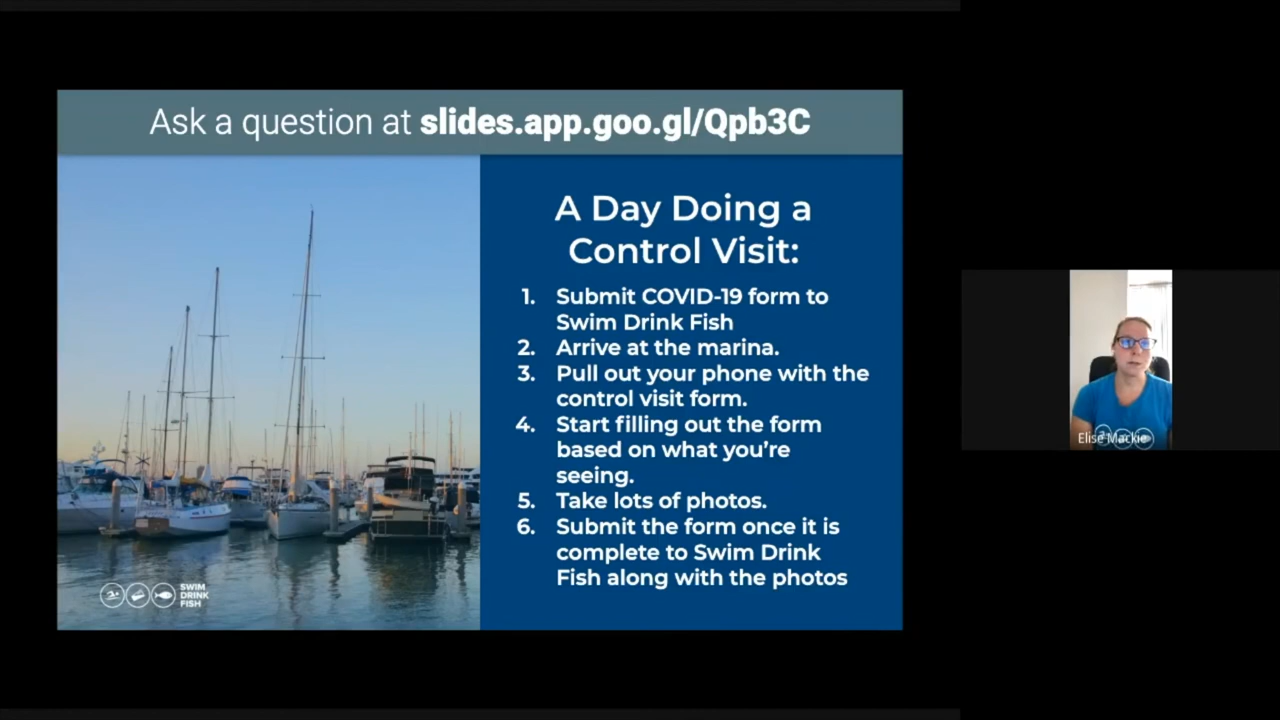 Ask a question at slides.app.goo.gl/Qpb3C
A Day Doing a
Control Visit:
1. Submit COVID-19 form to
Swim Drink Fish
2. Arrive at the marina.
3. Pull out your phone with the
control visit form.
4. Start filling out the form
based on what you're
seeing.
5. Take lots of photos.
6. Submit the form once it is
complete to Swim Drink
Fish along with the photos
SWIM
DRINK
FISH
Elise Mackie